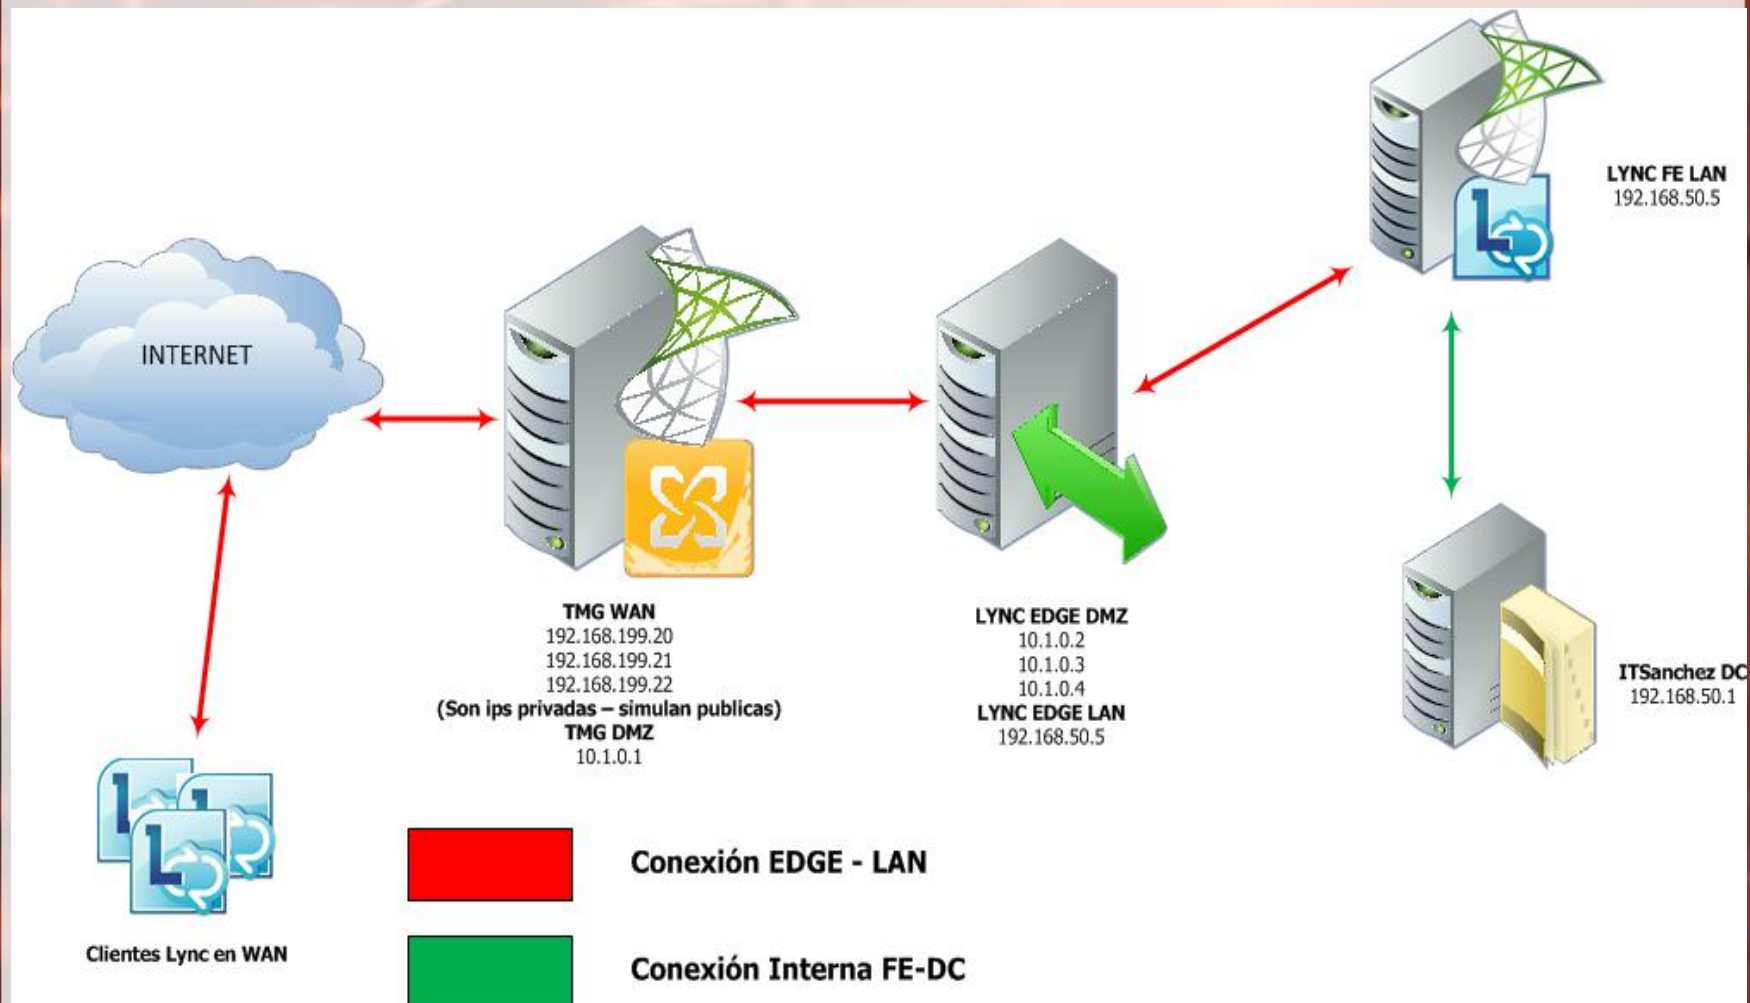 LYNC FE LAN
192.168.50.5
INTERNET
TMG WAN
192.168.199.20
192.168.199.21
192.168.199.22
(Son ips privadas – simulan publicas)
TMG DMZ
10.1.0.1
LYNC EDGE DMZ
10.1.0.2
10.1.0.3
10.1.0.4
LYNC EDGE LAN
192.168.50.5
ITSanchez DC
192.168.50.1
Clientes Lync en WAN
Conexión EDGE - LAN
Conexión Interna FE-DC